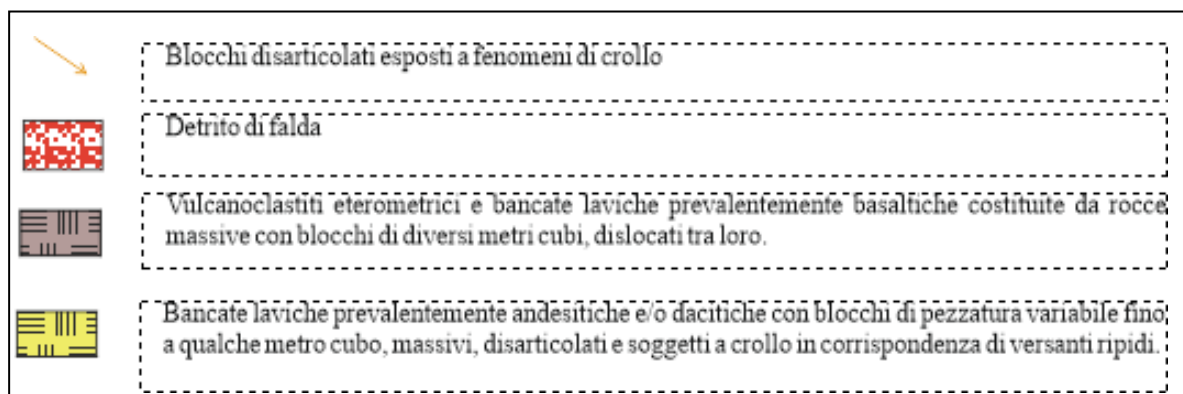 Blocchi disarticolati esposti a fenomeni di crollo
Detrito di falda
Vulcanoclastiti eterometrici e bancate laviche prevalentemente basaltiche costituite da rocce
massive con blocchi di diversi metri cubi, dislocati tra loro.
Bancate laviche prevalentemente andesitiche e/o dacitiche con blocchi di pezzatura variabile fino
a qualche metro cubo, massivi, disarticolati e soggetti a crollo in corrispondenza di versanti ripidi.